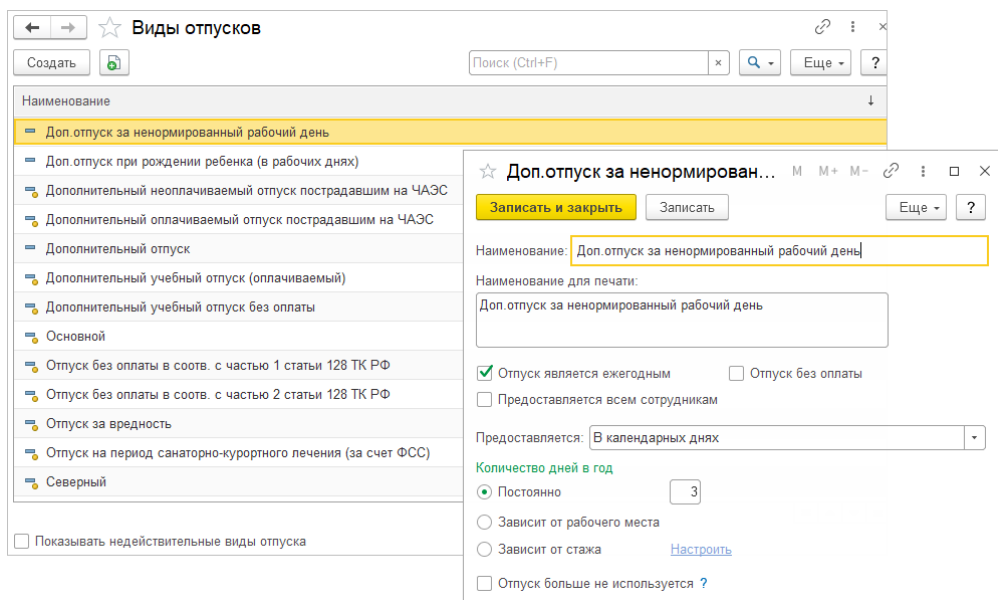 Виды отпусков
Создать
Поиск (Ctrl+F)
×
Еще
?
Наименование ↓
Доп.отпуск за ненормированный рабочий день
Доп.отпуск при рождении ребенка (в рабочих днях)
Дополнительный неоплачиваемый отпуск пострадавшим на ЧАЭС
Дополнительный оплачиваемый отпуск пострадавшим на ЧАЭС
Дополнительный отпуск
Дополнительный учебный отпуск (оплачиваемый)
Дополнительный учебный отпуск без оплаты
Основной
Отпуск без оплаты в соотв. с частью 1 статьи 128 ТК РФ
Отпуск без оплаты в соотв. с частью 2 статьи 128 ТК РФ
Отпуск за вредность
Отпуск на период санаторно-курортного лечения (за счет ФСС)
Северный
Показывать недействительные виды отпуска
Доп.отпуск за ненормирован... M M+ M-
Записать и закрыть
Записать
Еще
?
Наименование: Доп.отпуск за ненормированный рабочий день
Наименование для печати:
Доп.отпуск за ненормированный рабочий день
Отпуск является ежегодным
Отпуск без оплаты
Предоставляется всем сотрудникам
Предоставляется: В календарных днях
Количество дней в год
Постоянно 3
Зависит от рабочего места
Зависит от стажа Настроить
Отпуск больше не используется ?